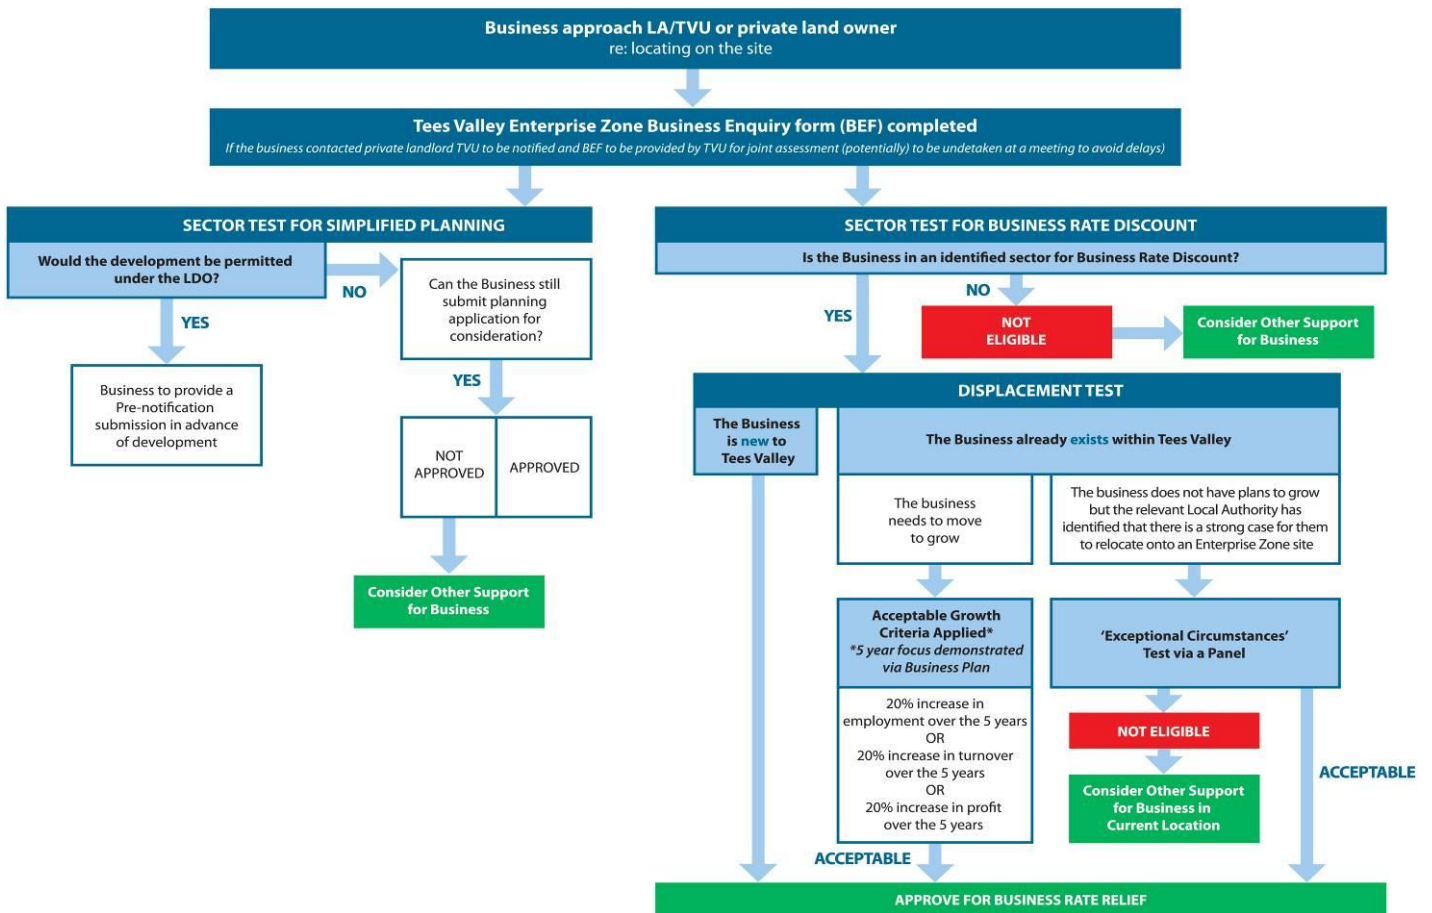 Business approach LA/TVU or private land owner
re: locating on the site
Tees Valley Enterprise Zone Business Enquiry form (BEF) completed
If the business contacted private landlord TVU to be notified and BEF to be provided by TVU for joint assessment (potentially) to be undertaken at a meeting to avoid delays)
SECTOR TEST FOR SIMPLIFIED PLANNING
Would the development be permitted
under the LDO?
NO
YES
Can the Business still
submit planning
application for
consideration?
Business to provide a
Pre-notification
submission in advance
of development
YES
NOT
APPROVED
APPROVED
Consider Other Support
for Business
SECTOR TEST FOR BUSINESS RATE DISCOUNT
Is the Business in an identified sector for Business Rate Discount?
NO
YES
NOT
ELIGIBLE
Consider Other Support
for Business
DISPLACEMENT TEST
The Business
is new to
Tees Valley
The Business already exists within Tees Valley
The business
needs to move
to grow
The business does not have plans to grow
but the relevant Local Authority has
identified that there is a strong case for them
to relocate onto an Enterprise Zone site
Acceptable Growth
Criteria Applied*
*5 year focus demonstrated
via Business Plan
20% increase in
employment over the 5 years
OR
20% increase in turnover
over the 5 years
OR
20% increase in profit
over the 5 years
ACCEPTABLE
'Exceptional Circumstances'
Test via a Panel
NOT ELIGIBLE
Consider Other Support
for Business in
Current Location
ACCEPTABLE
APPROVE FOR BUSINESS RATE RELIEF